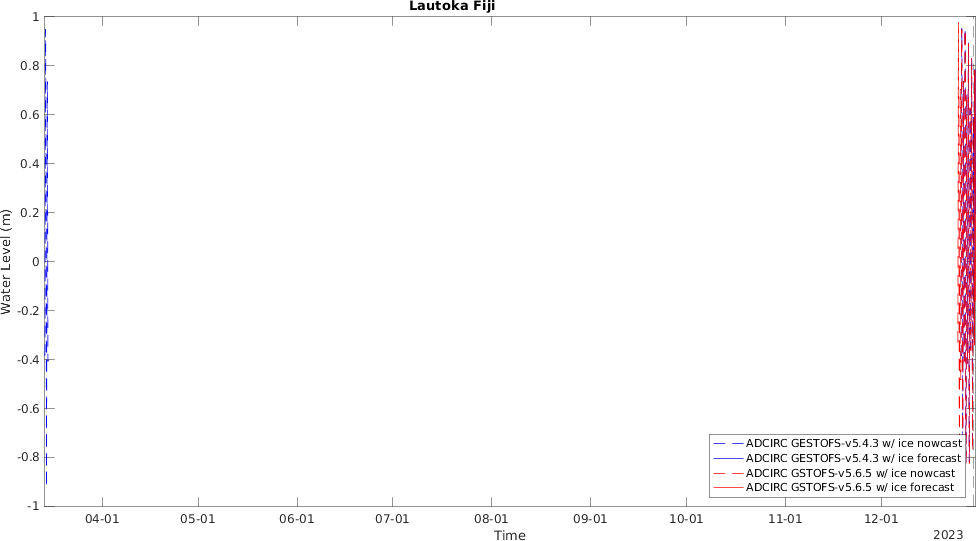 Lautoka Fiji
Water Level (m)
1
0.8
0.6
0.4
0.2
0
-0.2
-0.4
-0.6
-0.8
-1
04-01 05-01 06-01 07-01 08-01 09-01 10-01 11-01 12-01
Time
2023
ADCIRC GESTOFS-v5.4.3 w/ ice nowcast
ADCIRC GESTOFS-v5.4.3 w/ ice forecast
ADCIRC GSTOFS-v5.6.5 w/ ice nowcast
ADCIRC GSTOFS-v5.6.5 w/ ice forecast